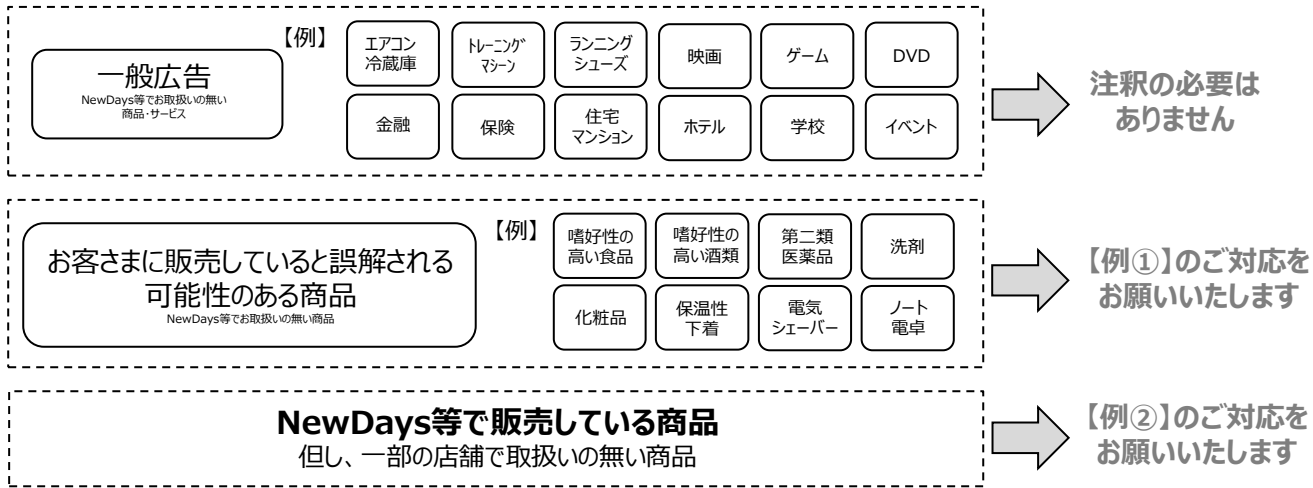 【例】
一般広告
NewDays等でお取扱いの無い
商品・サービス
エアコン
冷蔵庫
トレーニング
マシーン
ランニング
シューズ
映画
ゲーム
DVD
金融
保険
住宅
マンション
ホテル
学校
イベント
注釈の必要は
ありません
お客さまに販売していると誤解される
可能性のある商品
NewDays等でお取扱いの無い商品
【例】
嗜好性の
高い食品
嗜好性の
高い酒類
第二類
医薬品
洗剤
化粧品
保温性
下着
電気
シェーバー
ノート
電卓
【例①】のご対応を
お願いいたします
NewDays等で販売している商品
但し、一部の店舗で取扱いの無い商品
【例②】のご対応を
お願いいたします